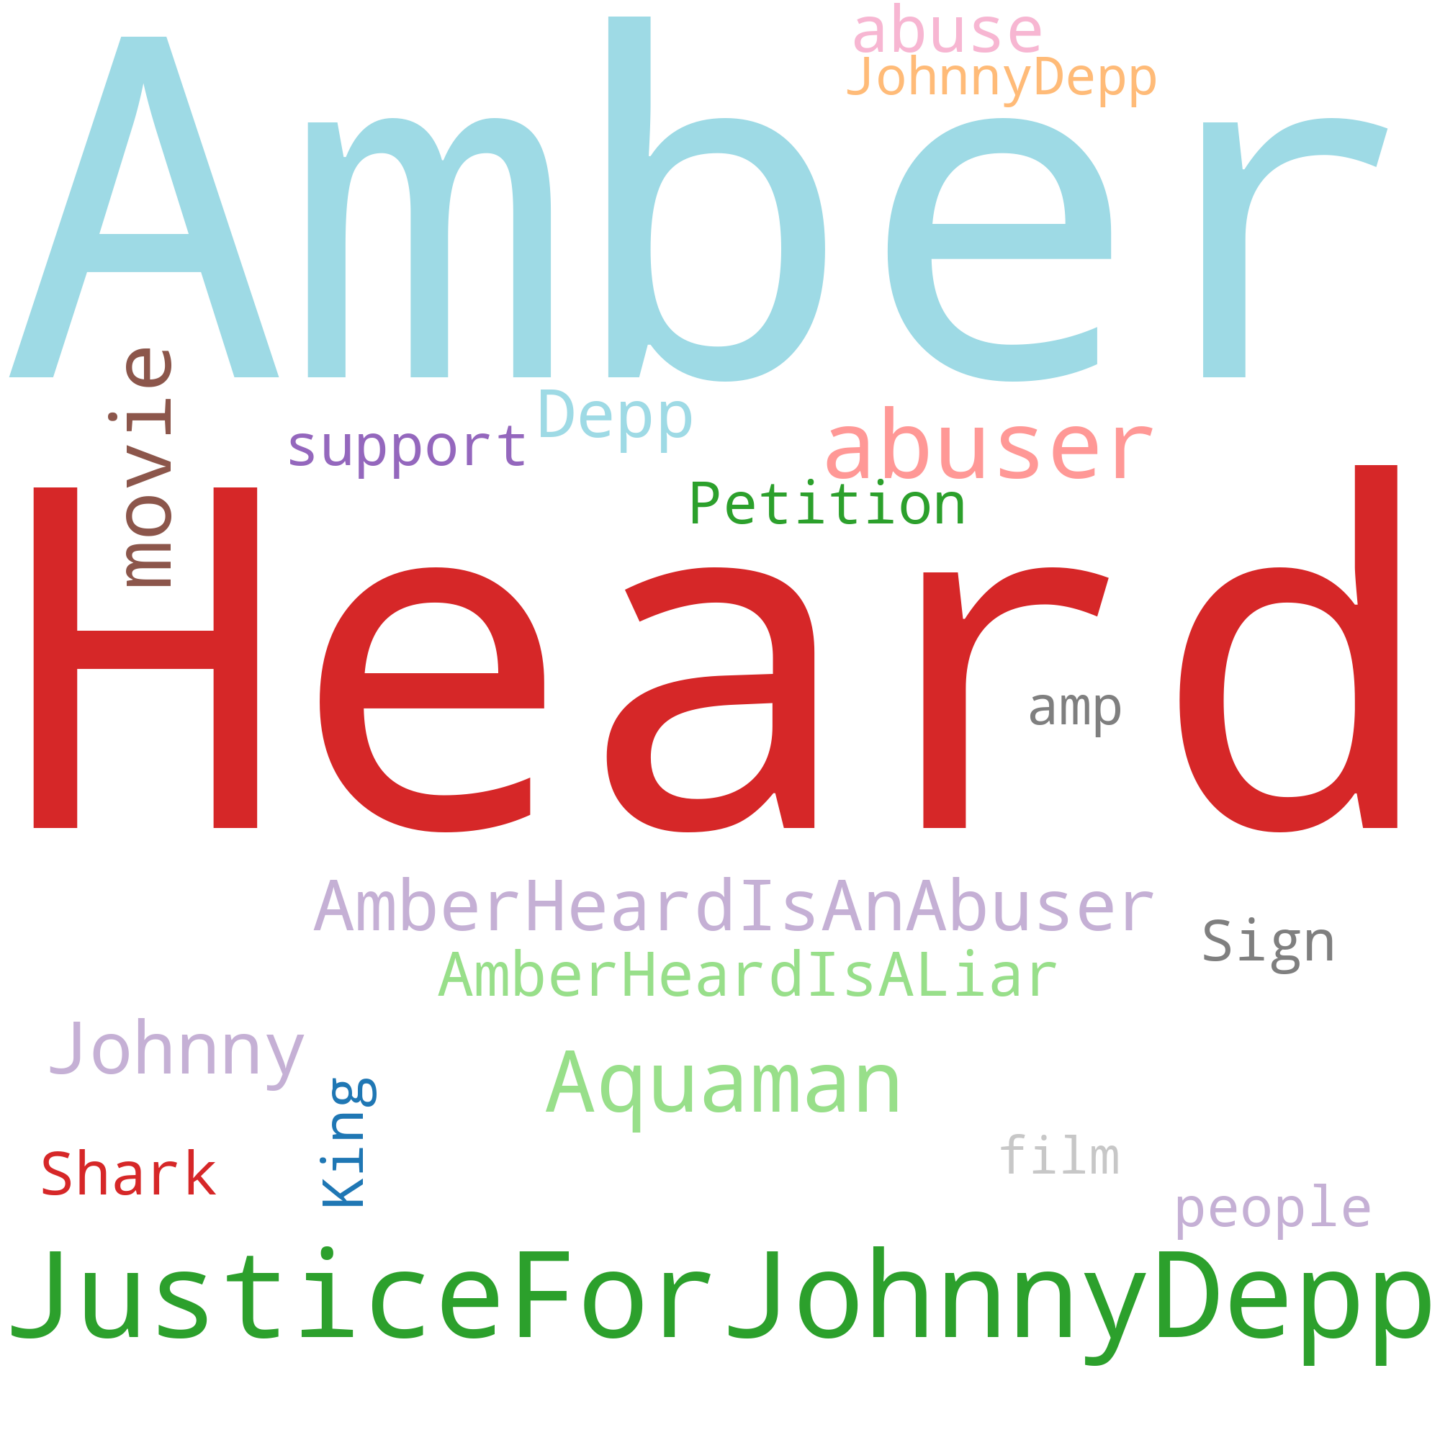 abuse
JohnnyDepp
Amber
movie
Depp
support
abuser
Petition
Heard
amp
AmberHeardIsAnAbuser
Sign
AmberHeardIsALiar
Johnny
Aquaman
King
film
Shark
people
JusticeForJohnnyDepp